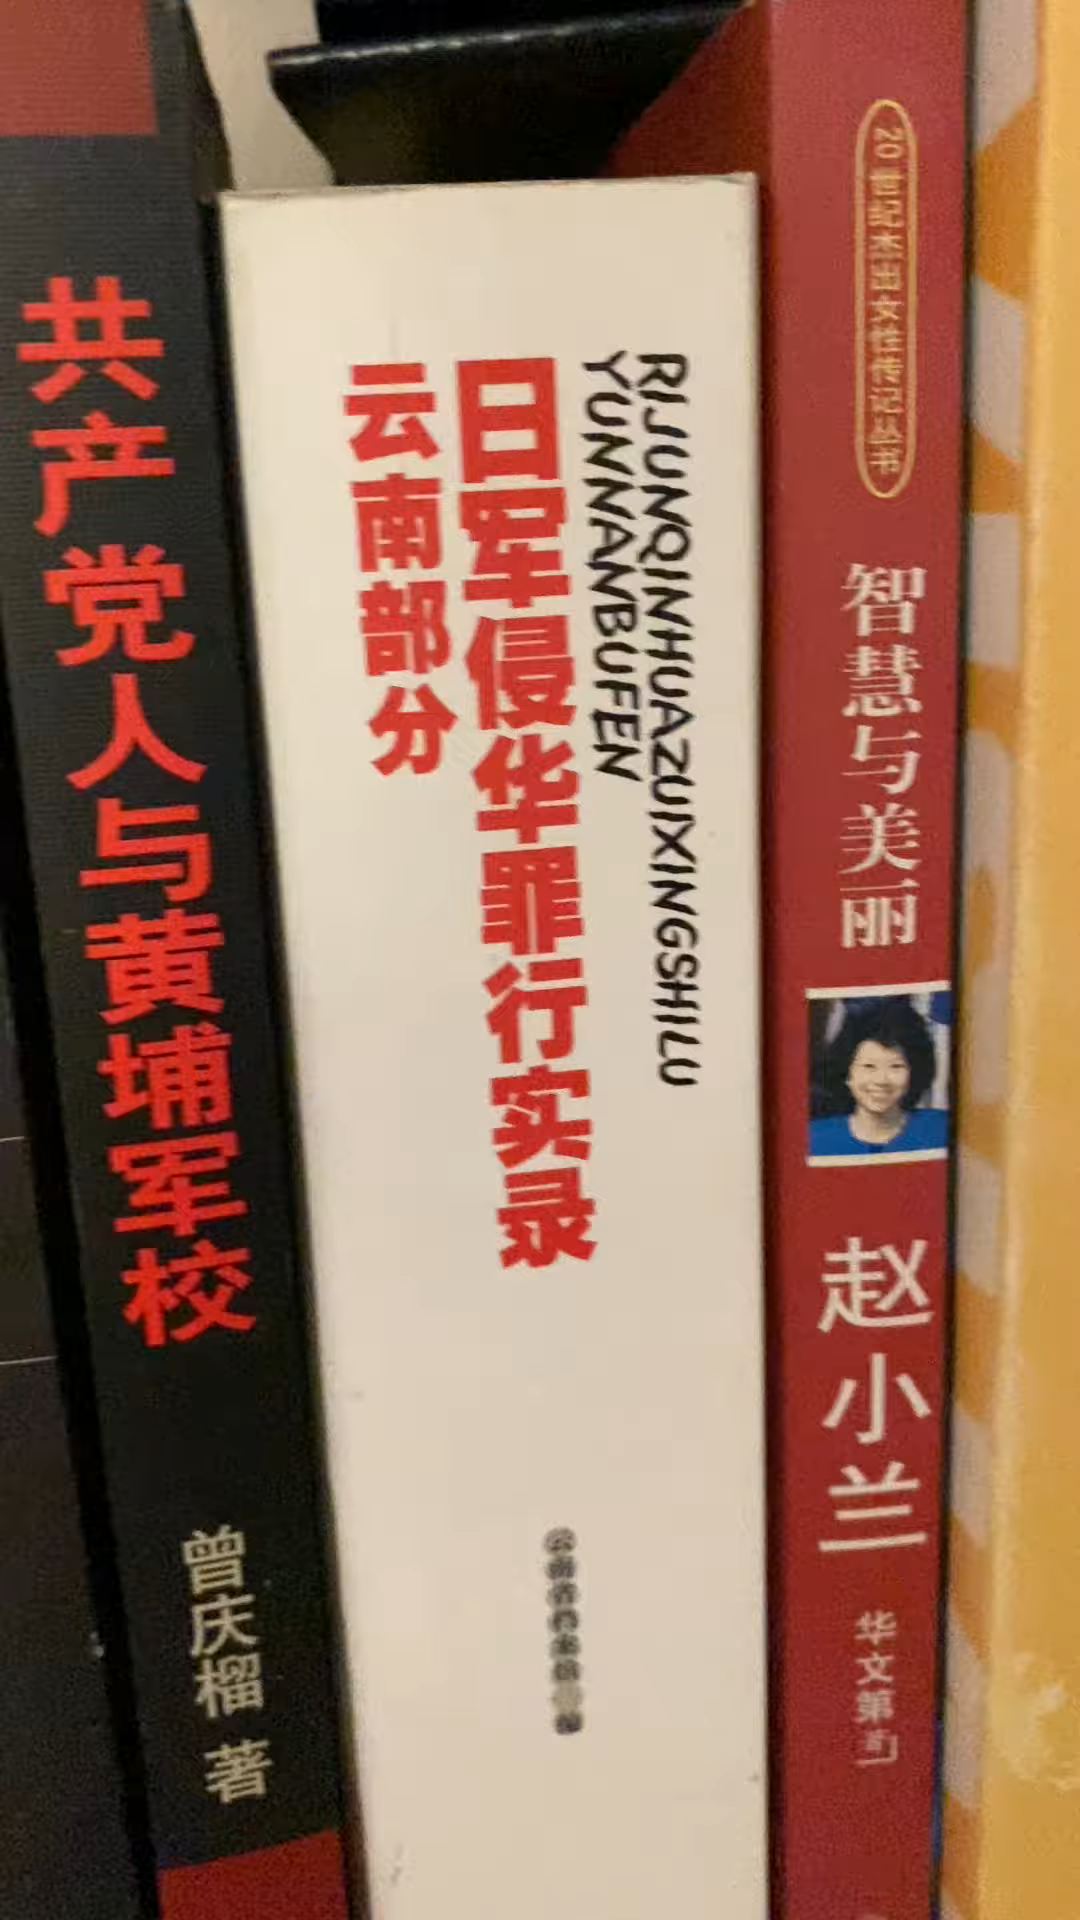 共产党人与黄埔军校
曾庆榴 著
日军侵华罪行实录
云南部分
RIJUNQINHUAZUIXINGSHILU
YUNNANBUFEN
20世纪杰出女性传记丛书
智慧与美丽
赵小兰
华文第